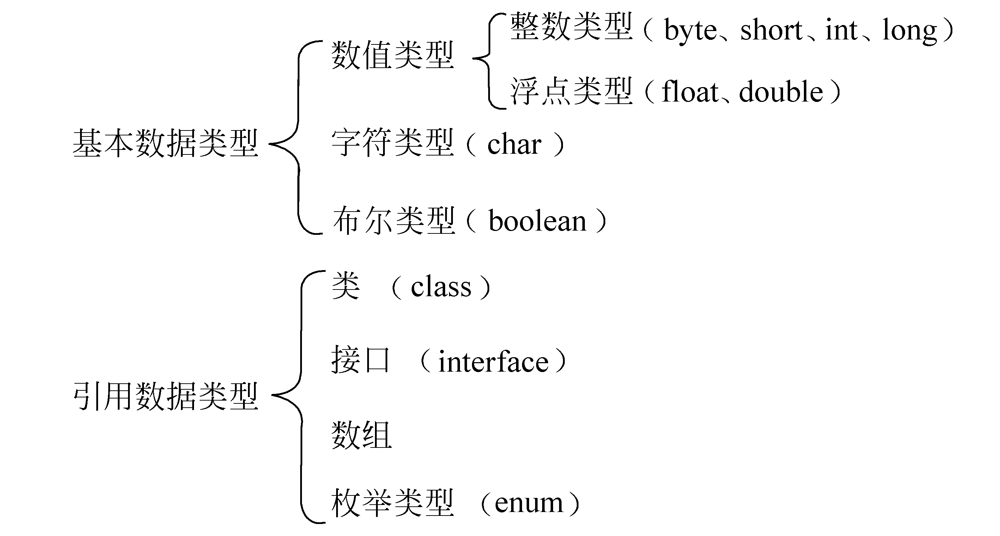 整数类型（byte、short、int、long）
数值类型
浮点类型（float、double）
基本数据类型
字符类型（char）
布尔类型（boolean）
类 （class）
接口 （interface）
引用数据类型
数组
枚举类型 （enum）